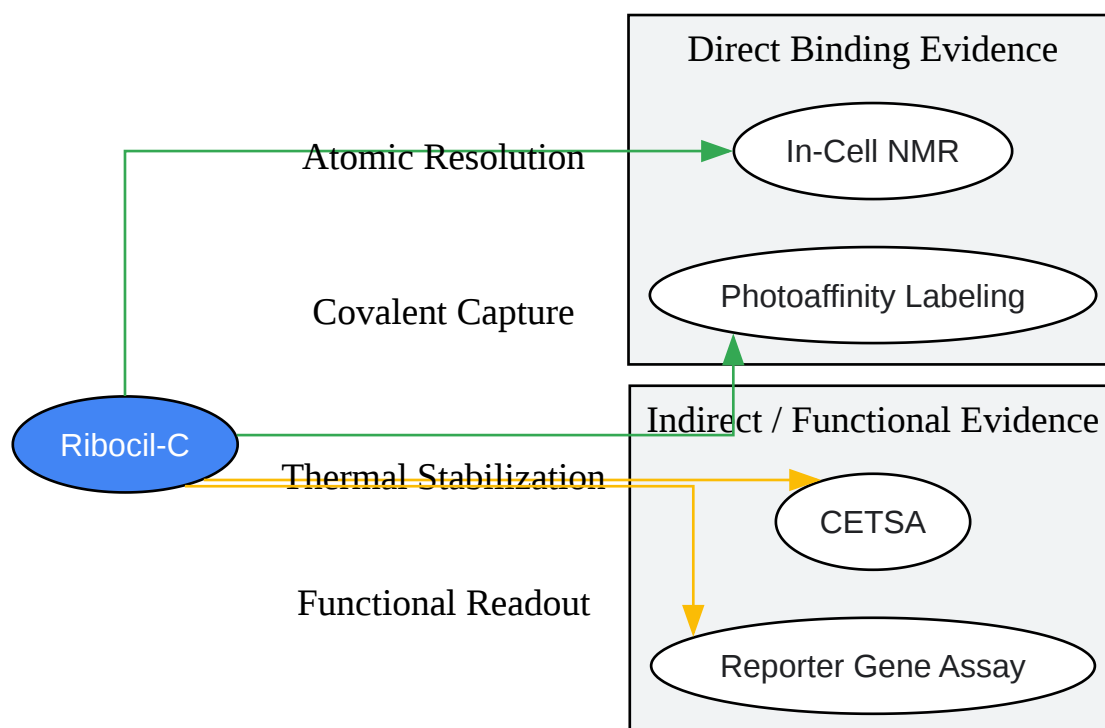 Direct Binding Evidence
Atomic Resolution
In-Cell NMR
Covalent Capture
Photoaffinity Labeling
Ribocil-C
Indirect / Functional Evidence
Thermal Stabilization
CETSA
Functional Readout
Reporter Gene Assay